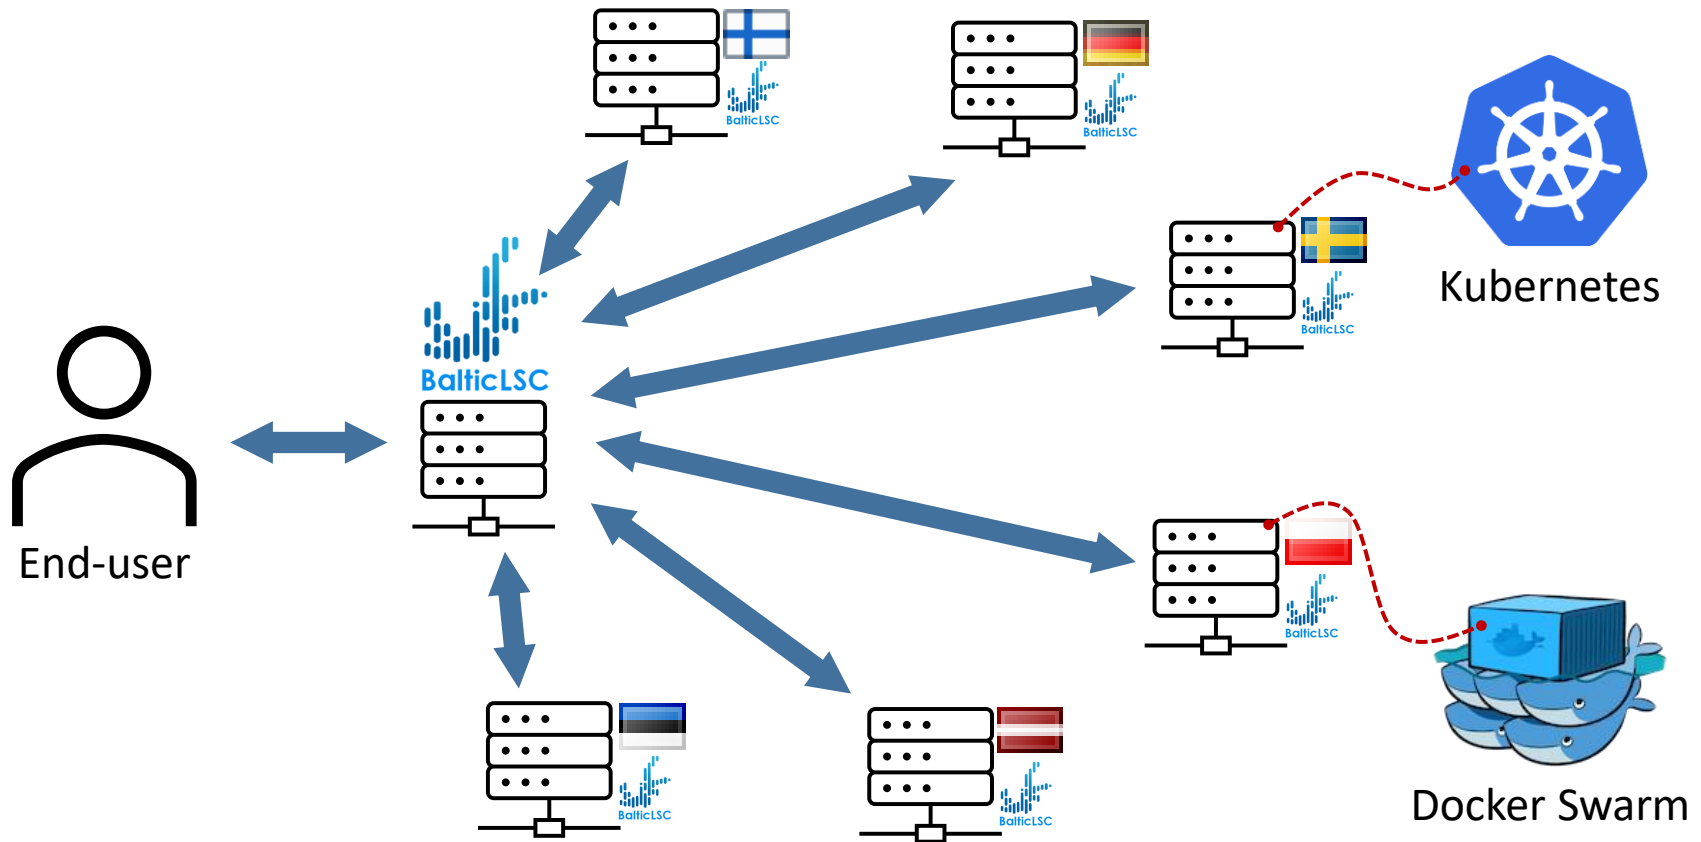 BalticLSC
BalticLSC
Kubernetes
BalticLSC
BalticLSC
End-user
BalticLSC
Docker Swarm
BalticLSC
BalticLSC